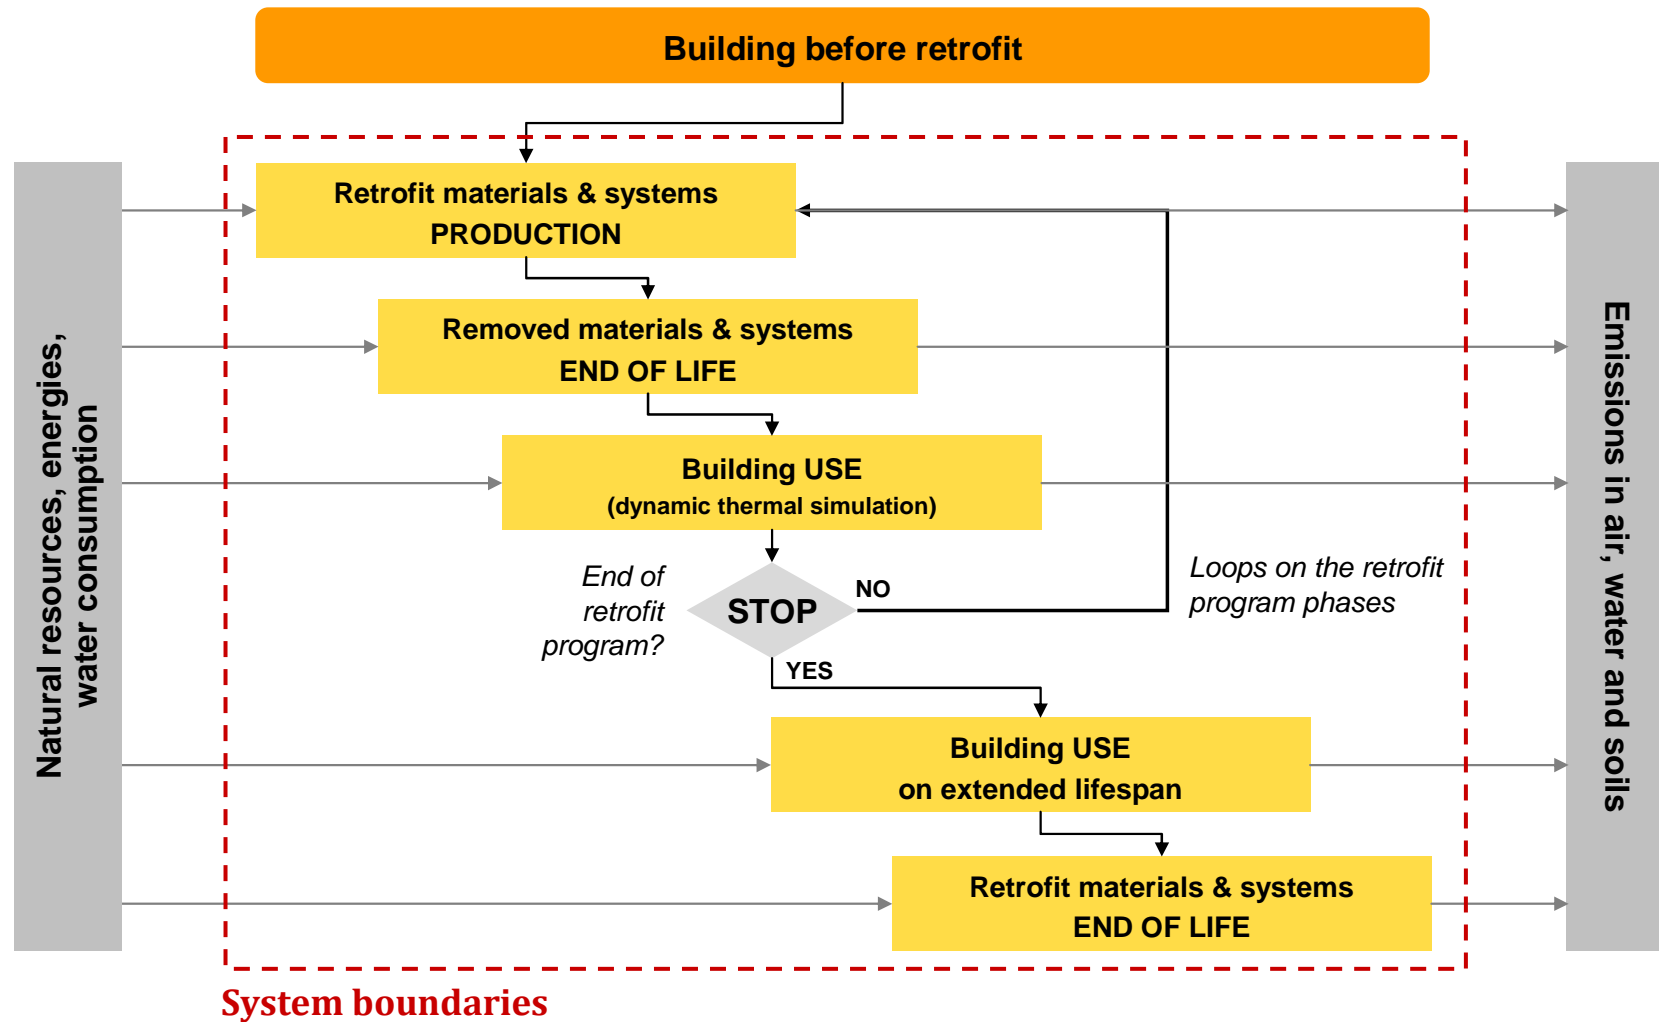 Building before retrofit
Retrofit materials & systems
PRODUCTION
Removed materials & systems
END OF LIFE
Building USE
(dynamic thermal simulation)
End of
retrofit
program?
STOP
NO
YES
Loops on the retrofit
program phases
Building USE
on extended lifespan
Retrofit materials & systems
END OF LIFE
Natural resources, energies,
water consumption
Emissions in air, water and soils
System boundaries